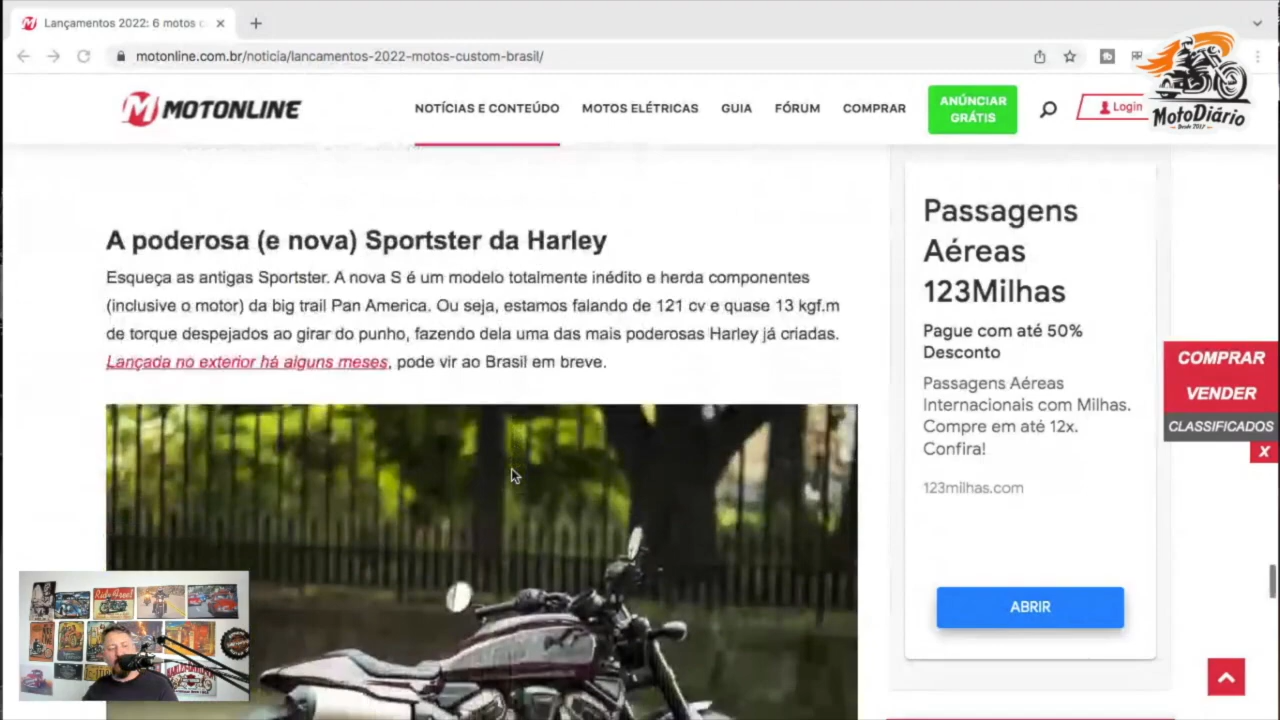 Lançamentos 2022: 6 motos c
motonline.com.br/noticia/lancamentos-2022-motos-custom-brasil/
MOTONLINE
NOTÍCIAS E CONTEÚDO
MOTOS ELÉTRICAS
GUIA
FÓRUM
COMPRAR
ANÚNCIAR
GRÁTIS
Login
MotoDiário
Desde 2017
A poderosa (e nova) Sportster da Harley
Esqueça as antigas Sportster. A nova S é um modelo totalmente inédito e herda componentes
(inclusive o motor) da big trail Pan America. Ou seja, estamos falando de 121 cv e quase 13 kgf.m
de torque despejados ao girar do punho, fazendo dela uma das mais poderosas Harley já criadas.
Lançada no exterior há alguns meses, pode vir ao Brasil em breve.
Passagens
Aéreas
123Milhas
Pague com até 50%
Desconto
Passagens Aéreas
Internacionais com Milhas.
Compre em até 12x.
Confira!
123milhas.com
ABRIR
COMPRAR
VENDER
CLASSIFICADOS
X